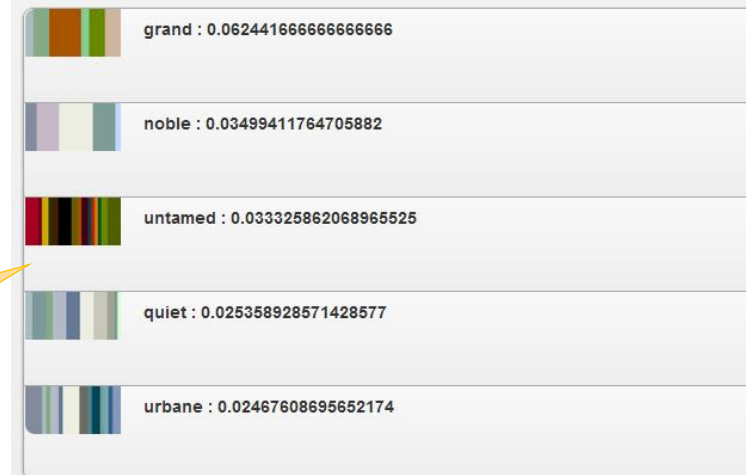 grand : 0.062441666666666666
noble : 0.03499411764705882
untamed : 0.033325862068965525
quiet : 0.025358928571428577
urbane : 0.02467608695652174